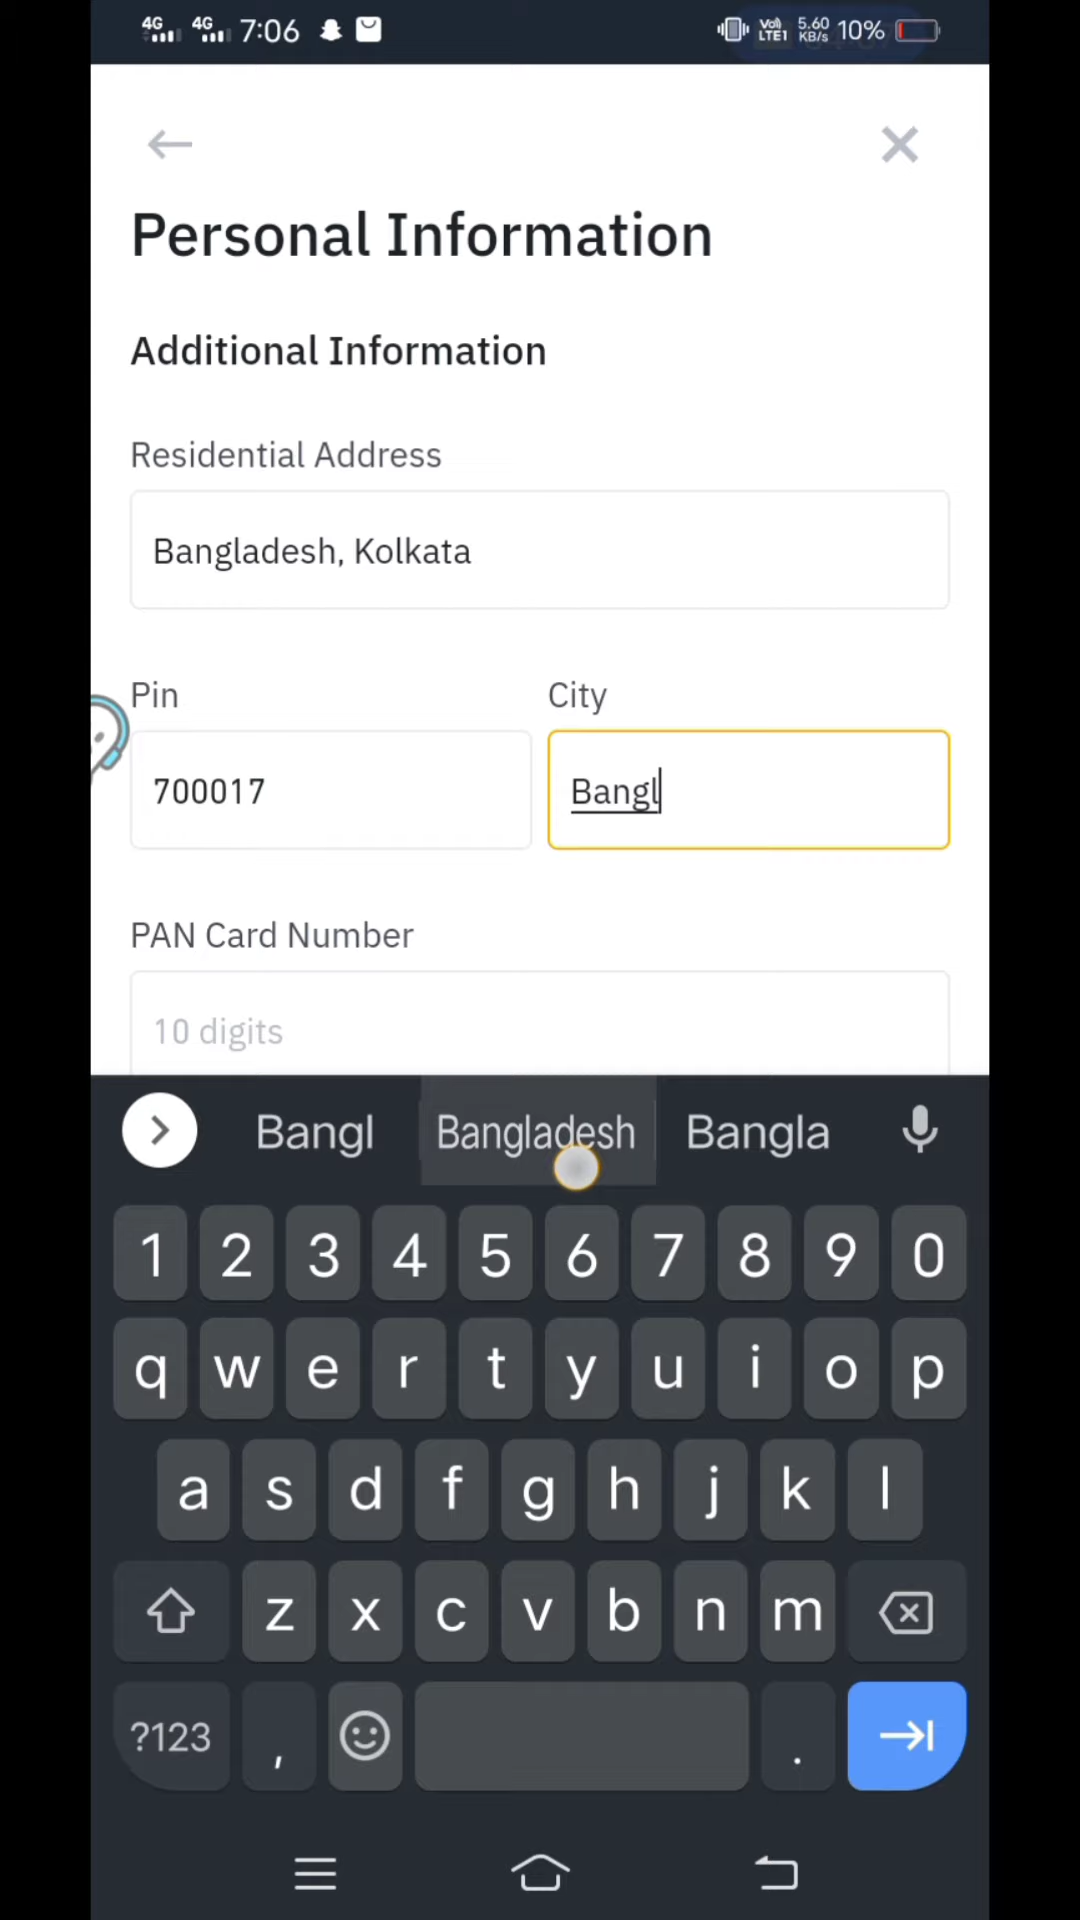 4G 4G 7:06 Vo) LTE1 5.60 KB/s 10%
Personal Information
Additional Information
Residential Address
Bangladesh, Kolkata
Pin City
700017 Bangl
PAN Card Number
10 digits
Bangl Bangladesh Bangla
1 2 3 4 5 6 7 8 9 0
q w e r t y u i o p
a s d f g h j k l
z x c v b n m
?123 , .